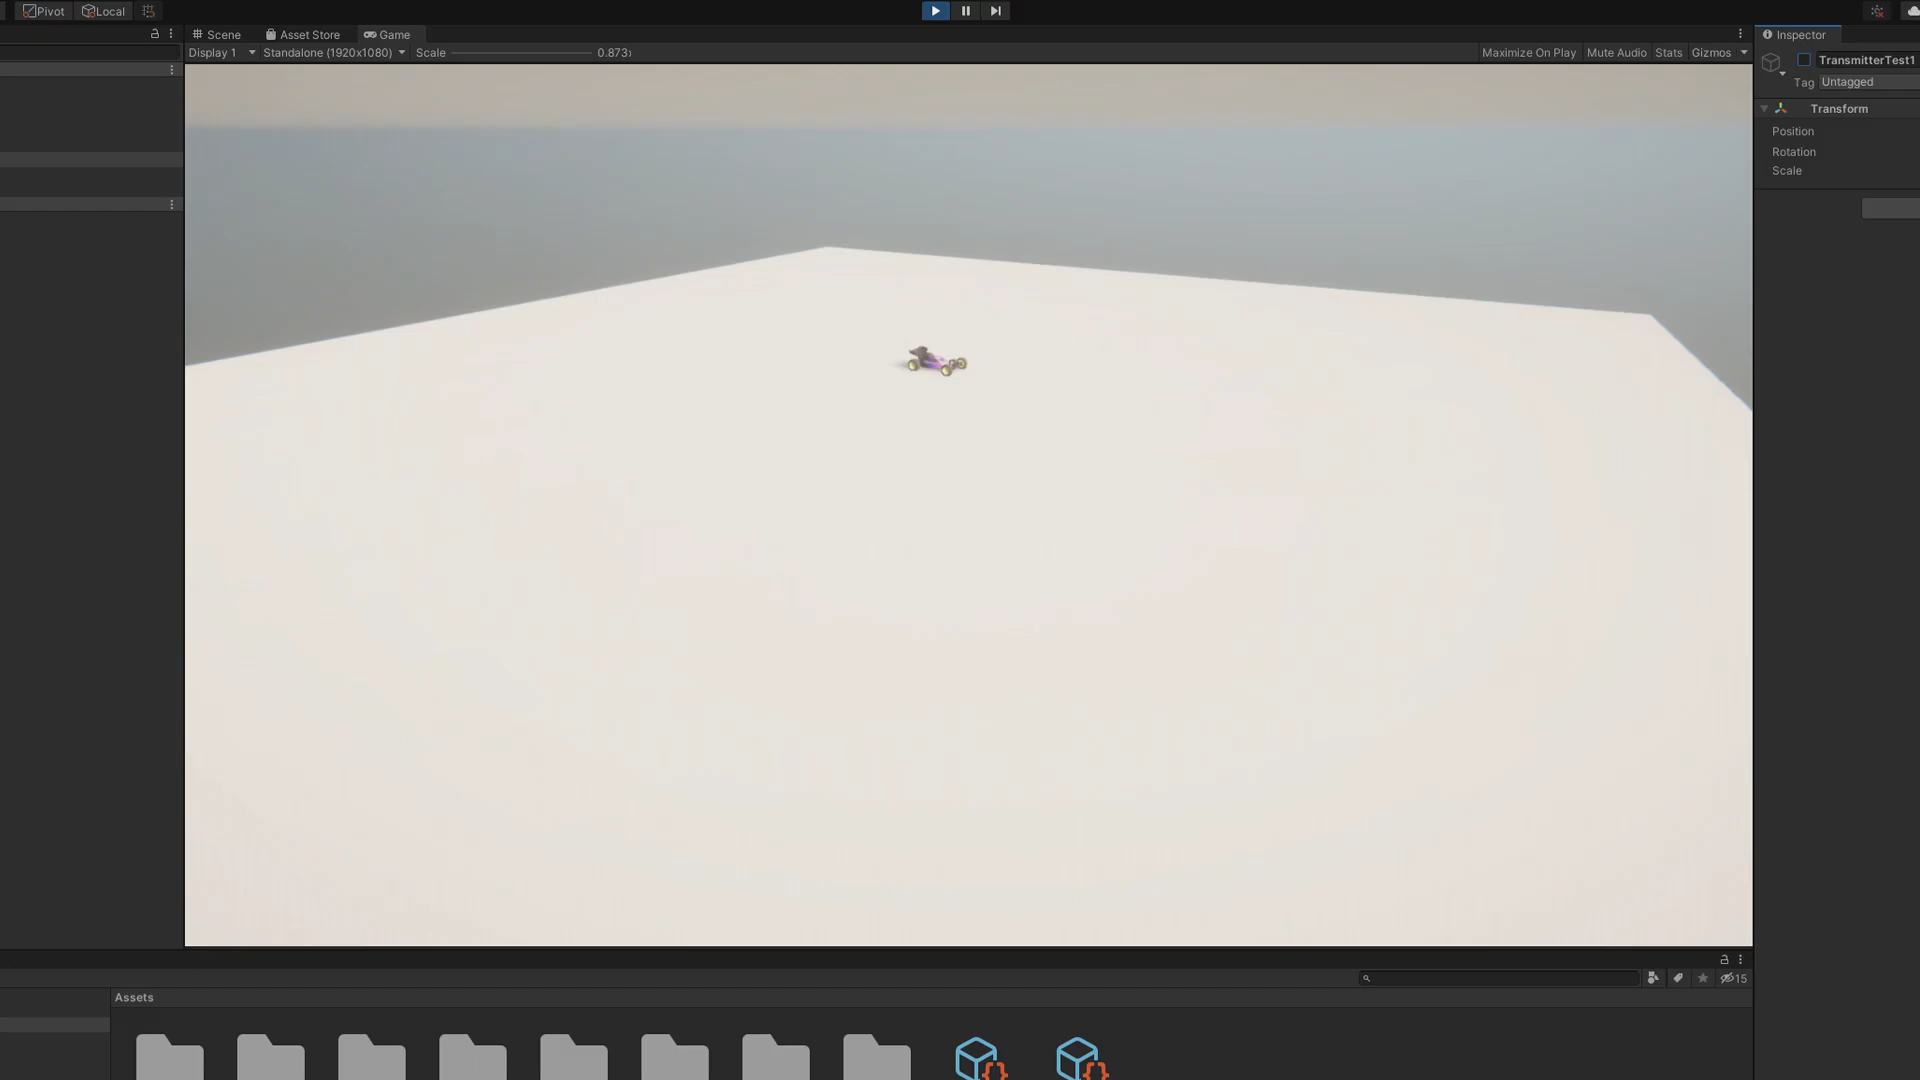 Pivot Local
Scene Asset Store Game Inspector
Display 1 Standalone (1920x1080) Scale 0.873x Maximize On Play Mute Audio Stats Gizmos
TransmitterTest1
Tag Untagged
Transform
Position
Rotation
Scale
15
Assets